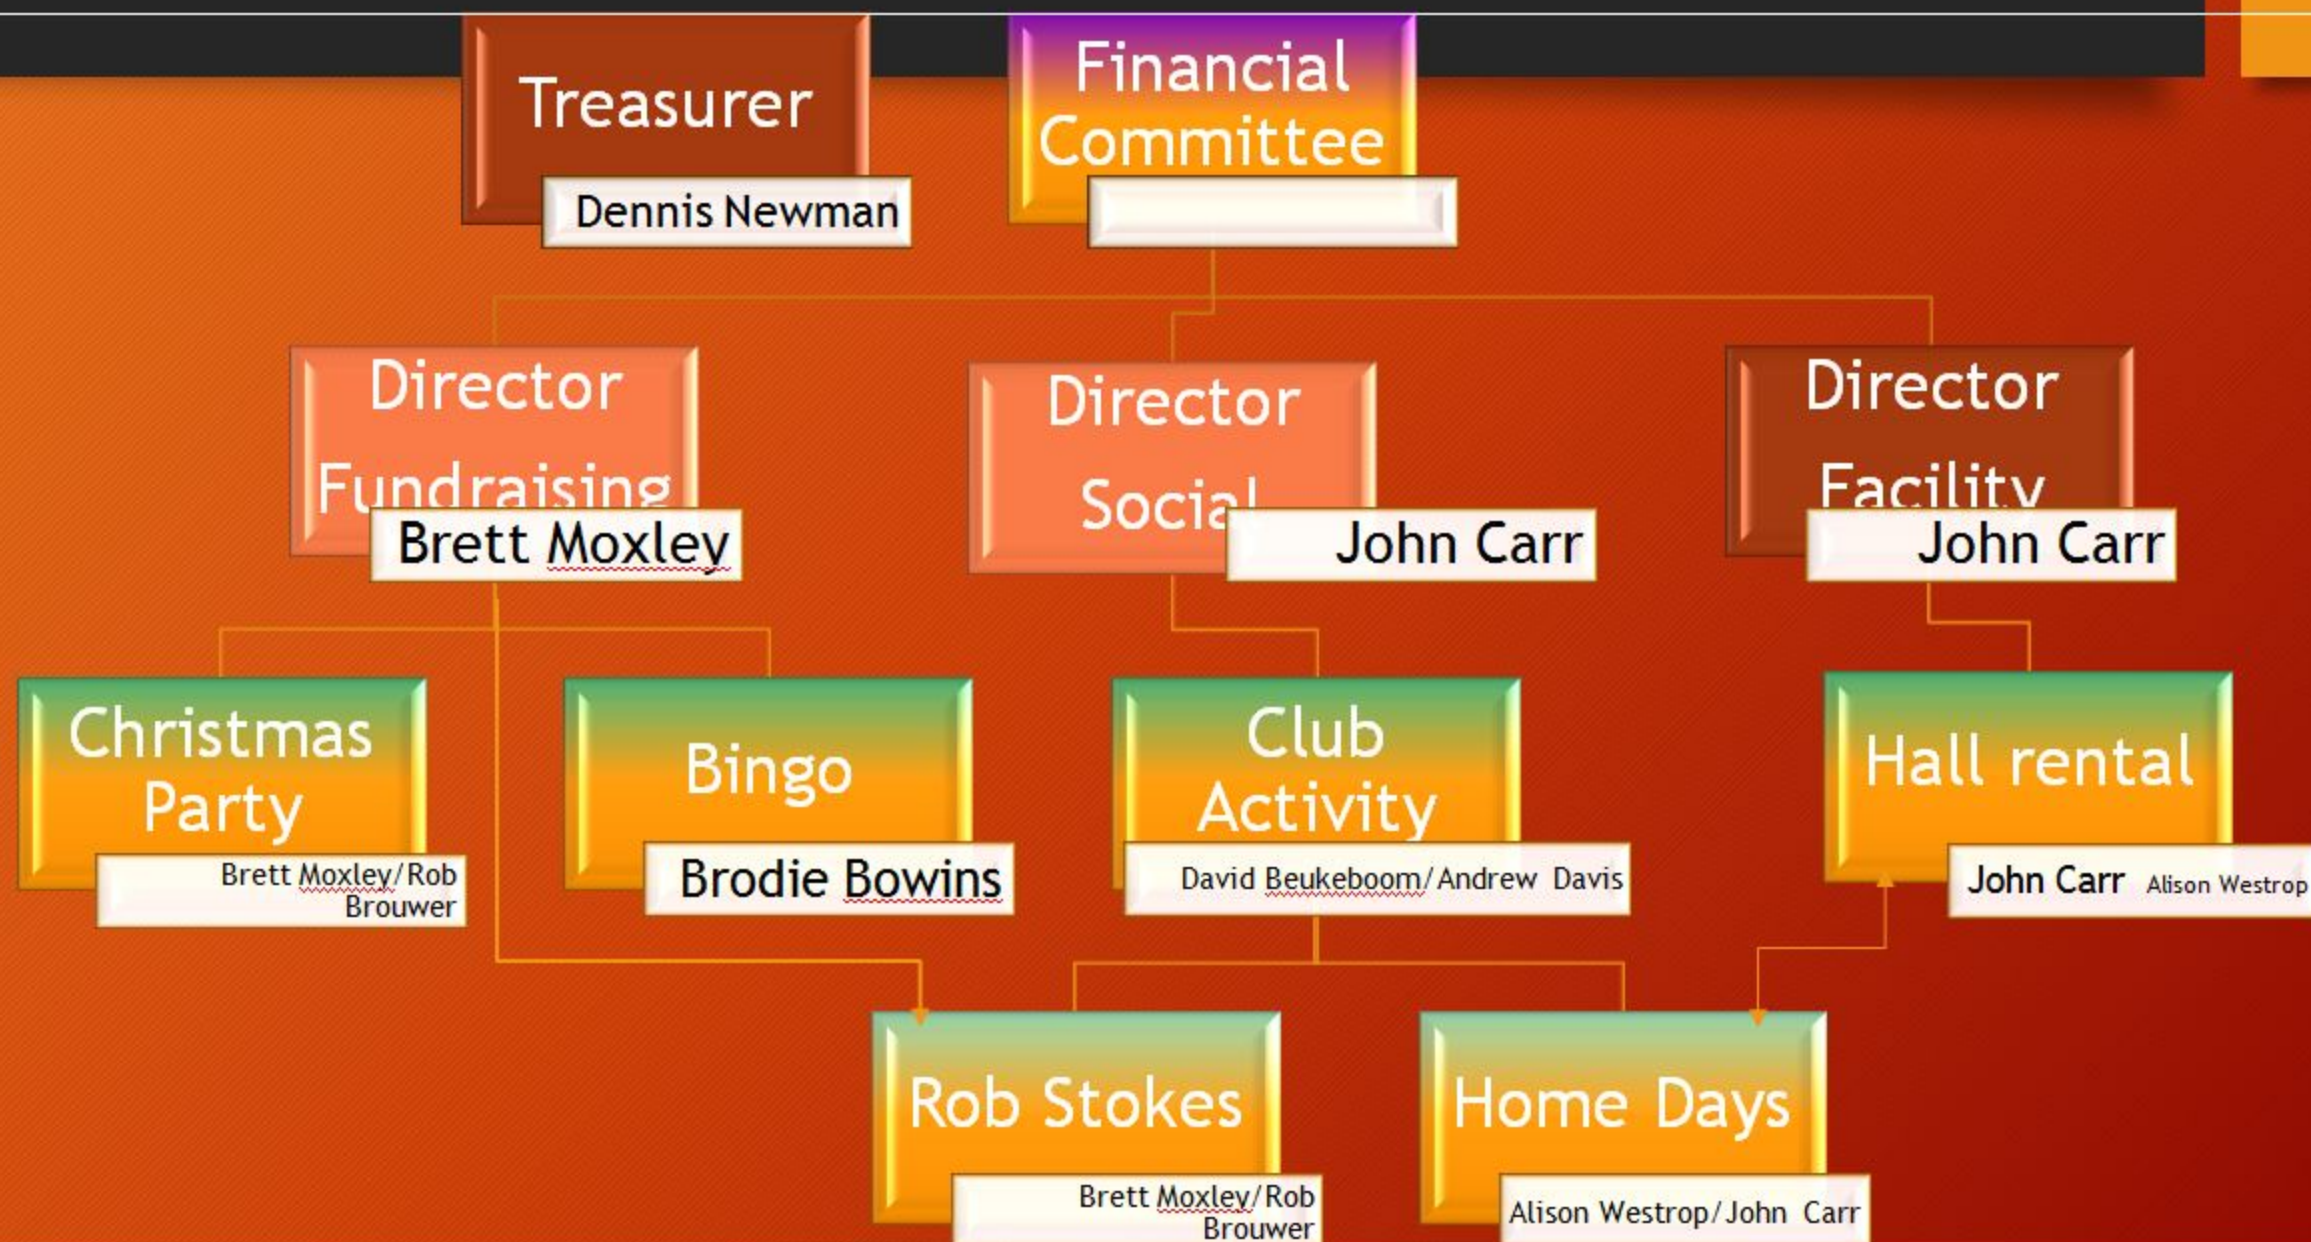 Treasurer
Dennis Newman
Financial
Committee
Director
Fundraising
Brett Moxley
Director
Social
John Carr
Director
Facility
John Carr
Christmas
Party
Brett Moxley/Rob
Brouwer
Bingo
Brodie Bowins
Club
Activity
David Beukeboom/Andrew Davis
Hall rental
John Carr Alison Westrop
Rob Stokes
Brett Moxley/Rob
Brouwer
Home Days
Alison Westrop/John Carr